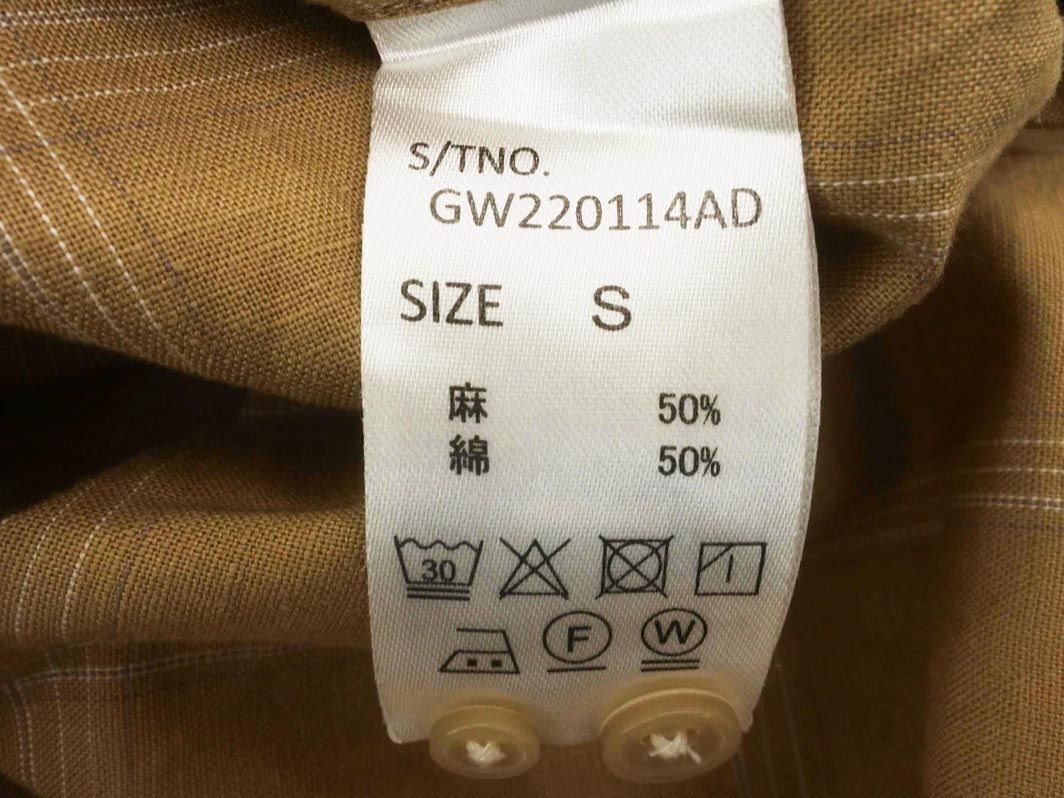 S/TNO.
GW220114AD
SIZE S
麻 50%
綿 50%
30
F W